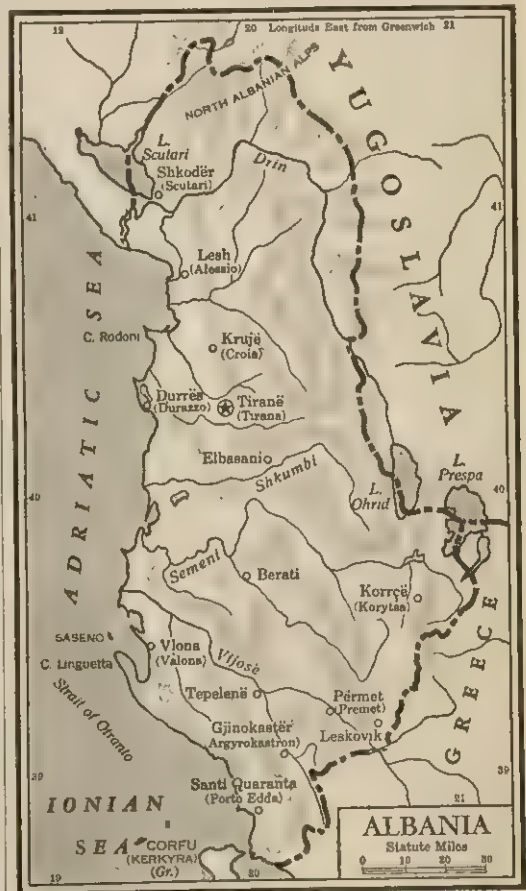 12
20 Longitude East from Greenwich 21
NORTH ALBANIAN ALPS
YUGOSLAVIA
L.
Scutari
Shkodër
(Scutari)
Drin
41
41
Lesh
(Alessio)
ADRIATIC SEA
C. Rodoni
Krujë
(Croia)
Durrës
(Durazzo)
Tiranë
(Tirana)
Elbasanio
Shkumbi
L.
Ohrid
L.
Prespa
40
40
Semeni
Berati
Korrçë
(Korytsa)
SASENO
Vlona
(Valona)
C. Linguetta
Vijosë
Strait of Otranto
Tepelenë
Përmet
(Premet)
Leskovik
Gjinokastër
Argyrokastron)
GREECE
39
39
Santi Quaranta
(Porto Edda)
21
IONIAN
SEA
CORFU
(KERKYRA)
(Gr.)
19
20
ALBANIA
Statute Miles
0 10 20 30